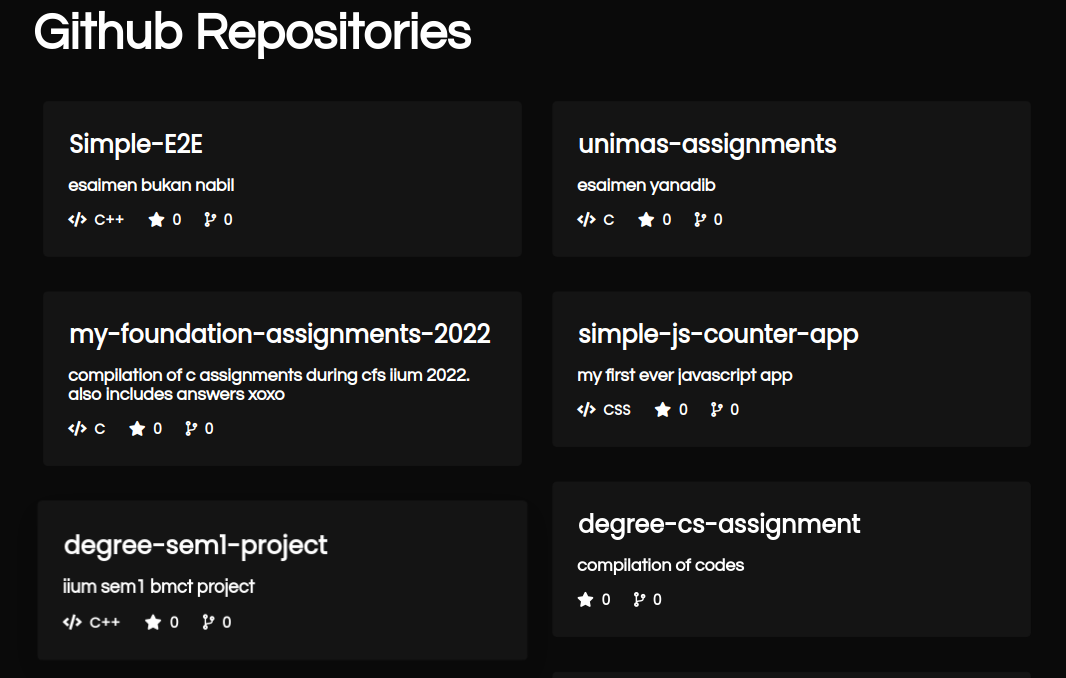 Github Repositories
Simple-E2E
esaimen bukan nabil
C++ 0 0
unimas-assignments
esaimen yanadib
C 0 0
my-foundation-assignments-2022
compilation of c assignments during cfs iium 2022.
also includes answers xoxo
C 0 0
simple-js-counter-app
my first ever javascript app
CSS 0 0
degree-sem1-project
iium sem1 bmct project
C++ 0 0
degree-cs-assignment
compilation of codes
0 0